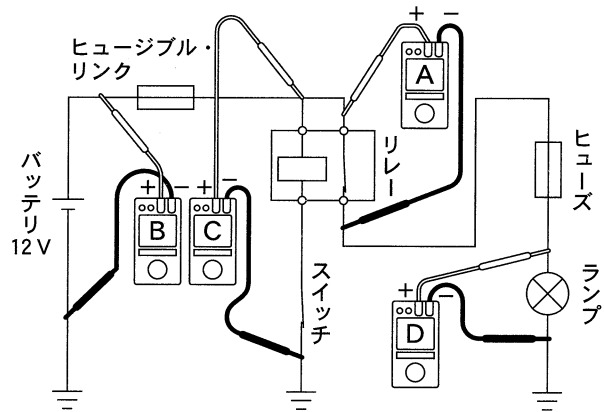 ヒュージブル・
リンク
+ −
A
リレー
ヒューズ
バッテリ
12V
+ −
B
+ −
C
スイッチ
ランプ
+ −
D